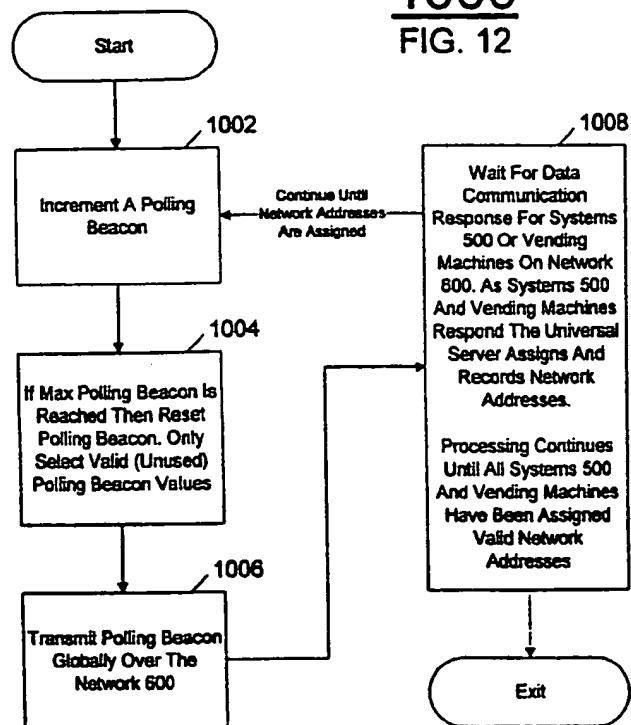 FIG. 12
Start
1002
Increment A Polling
Beacon
Continue Until
Network Addresses
Are Assigned
1004
If Max Polling Beacon Is
Reached Then Reset
Polling Beacon. Only
Select Valid (Unused)
Polling Beacon Values
1006
Transmit Polling Beacon
Globally Over The
Network 600
1008
Wait For Data
Communication
Response For Systems
500 Or Vending
Machines On Network
600. As Systems 500
And Vending Machines
Respond The Universal
Server Assigns And
Records Network
Addresses.
Processing Continues
Until All Systems 500
And Vending Machines
Have Been Assigned
Valid Network
Addresses
Exit